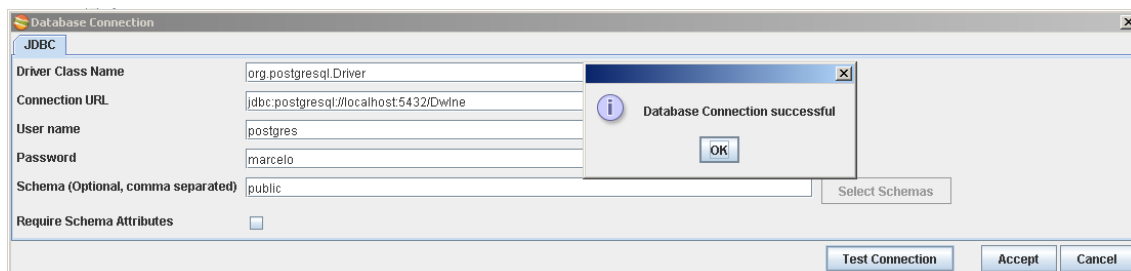 Database Connection
JDBC
Driver Class Name org.postgresql.Driver
Connection URL jdbc:postgresql://localhost:5432/DwIne
User name postgres
Password marcelo
Schema (Optional, comma separated) public Select Schemas
Require Schema Attributes
Database Connection successful
OK
Test Connection Accept Cancel